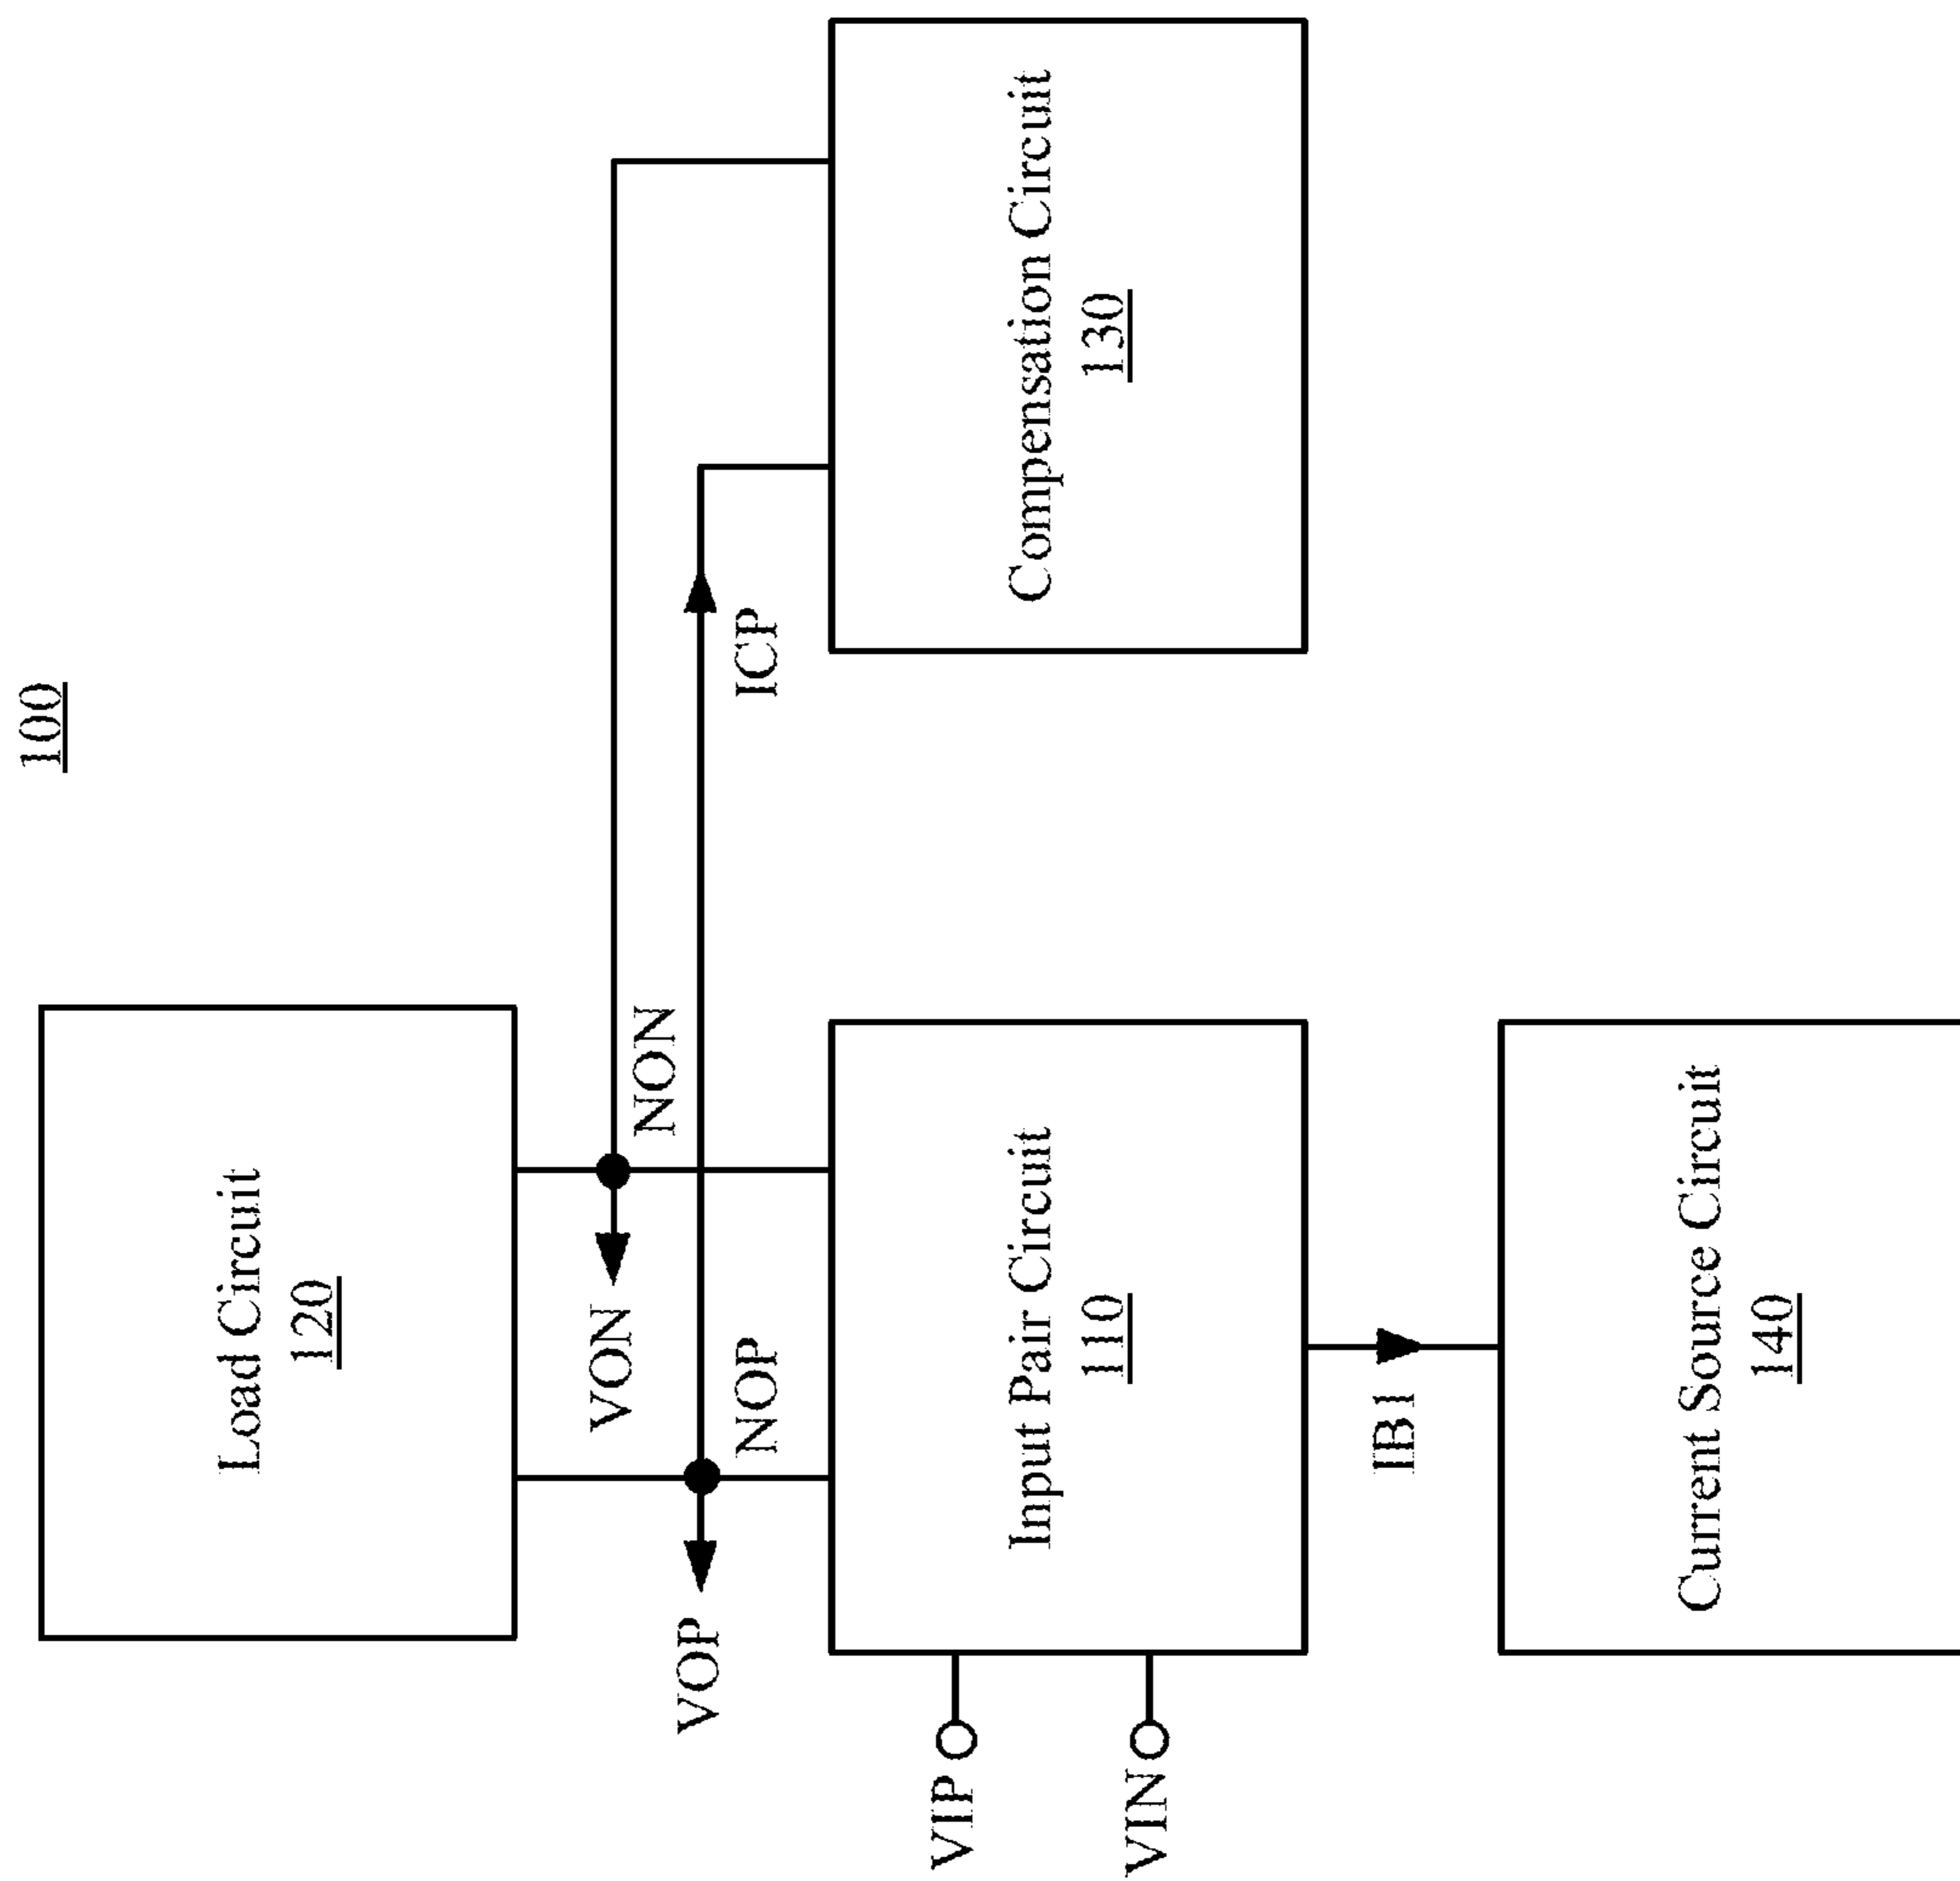 100
Load Circuit
120
VON
NON
VOP
NOP
ICP
VIP
VIN
Input Pair Circuit
110
Compensation Circuit
130
IB1
Current Source Circuit
140